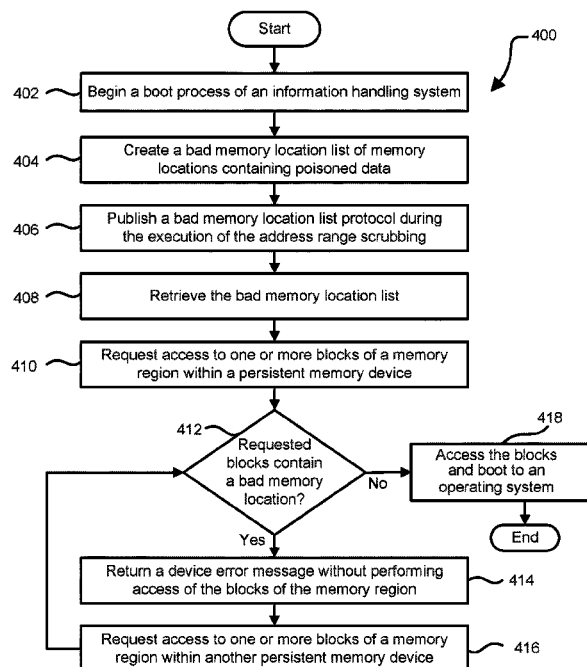 Start
400
402
Begin a boot process of an information handling system
404
Create a bad memory location list of memory
locations containing poisoned data
406
Publish a bad memory location list protocol during
the execution of the address range scrubbing
408
Retrieve the bad memory location list
410
Request access to one or more blocks of a memory
region within a persistent memory device
412
Requested
blocks contain
a bad memory
location?
No
Yes
418
Access the blocks
and boot to an
operating system
End
Return a device error message without performing
access of the blocks of the memory region
414
Request access to one or more blocks of a memory
region within another persistent memory device
416